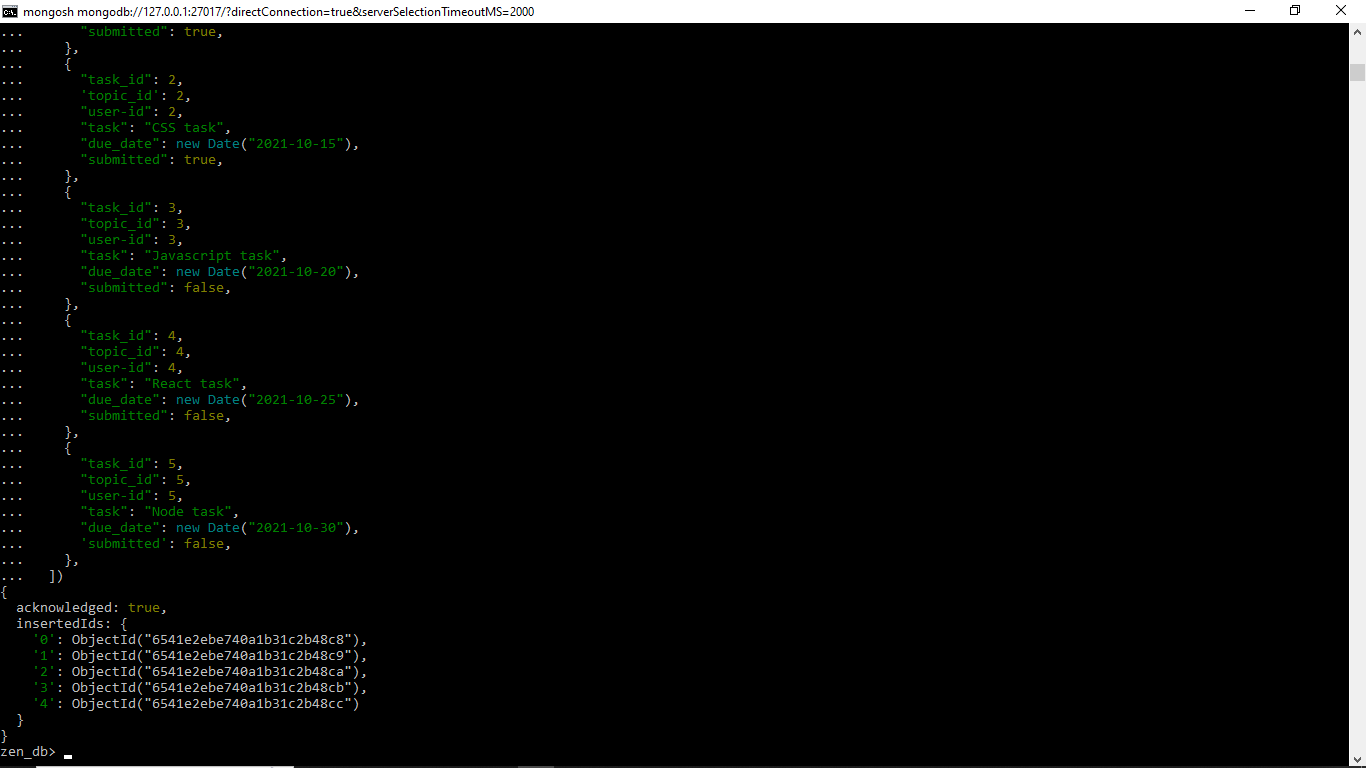 mongosh mongodb://127.0.0.1:27017/?directConnection=true&serverSelectionTimeoutMS=2000
... "submitted": true,
... },
... {
... "task_id": 2,
... 'topic_id': 2,
... "user-id": 2,
... "task": "CSS task",
... "due_date": new Date("2021-10-15"),
... "submitted": true,
... },
... {
... "task_id": 3,
... "topic_id": 3,
... "user-id": 3,
... "task": "Javascript task",
... "due_date": new Date("2021-10-20"),
... "submitted": false,
... },
... {
... "task_id": 4,
... "topic_id": 4,
... "user-id": 4,
... "task": "React task",
... "due_date": new Date("2021-10-25"),
... "submitted": false,
... },
... {
... "task_id": 5,
... "topic_id": 5,
... "user-id": 5,
... "task": "Node task",
... "due_date": new Date("2021-10-30"),
... 'submitted': false,
... },
... ])
{
acknowledged: true,
insertedIds: {
'0': ObjectId("6541e2ebe740a1b31c2b48c8"),
'1': ObjectId("6541e2ebe740a1b31c2b48c9"),
'2': ObjectId("6541e2ebe740a1b31c2b48ca"),
'3': ObjectId("6541e2ebe740a1b31c2b48cb"),
'4': ObjectId("6541e2ebe740a1b31c2b48cc")
}
}
zen_db>